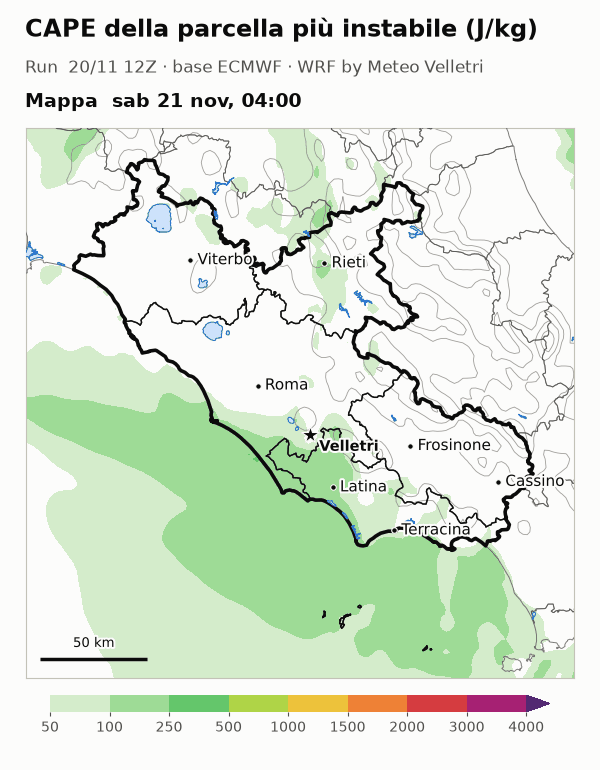 CAPE della parcella più instabile (J/kg)
Run  20/11 12Z · base ECMWF · WRF by Meteo Velletri
Mappa  sab 21 nov, 04:00
Viterbo
Rieti
Roma
Velletri
Frosinone
Latina
Cassino
Terracina
50 km
50 100 250 500 1000 1500 2000 3000 4000